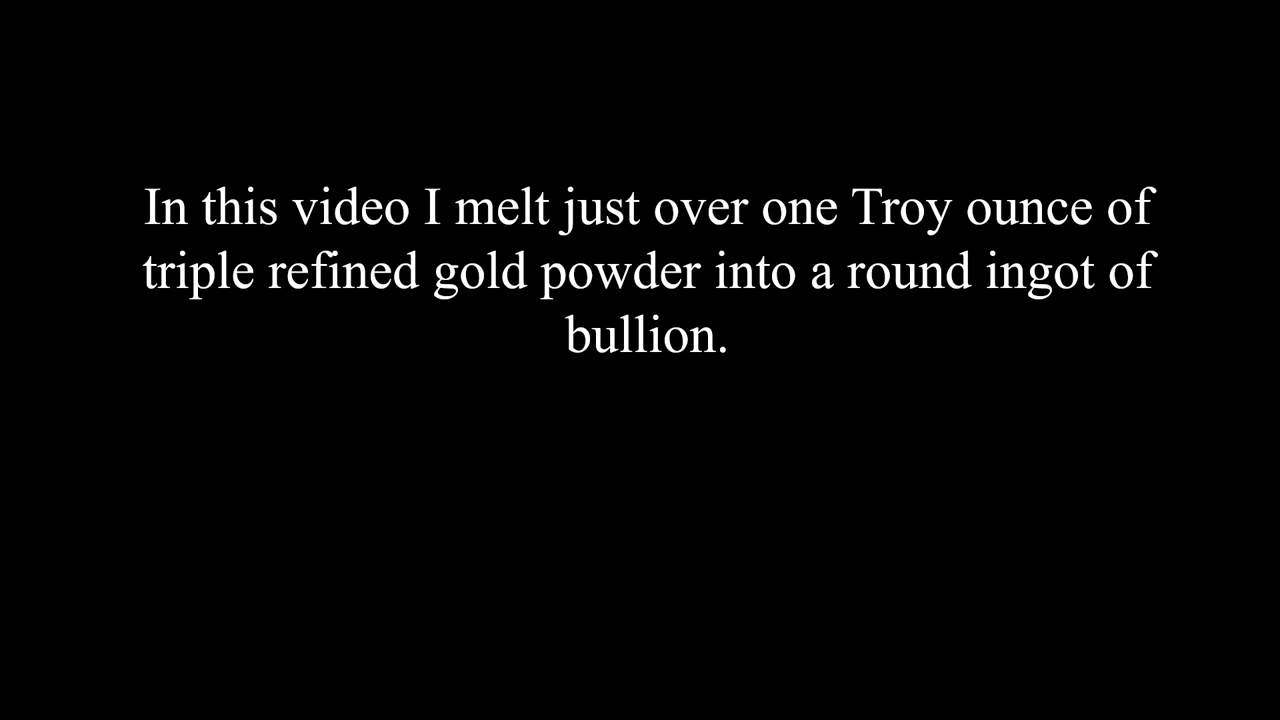 In this video I melt just over one Troy ounce of
triple refined gold powder into a round ingot of
bullion.